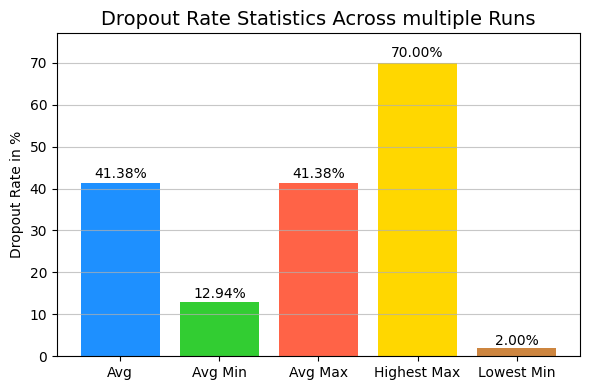 Dropout Rate Statistics Across multiple Runs
Dropout Rate in %
70
60
50
40
30
20
10
0
41.38%
12.94%
41.38%
70.00%
2.00%
Avg
Avg Min
Avg Max
Highest Max
Lowest Min